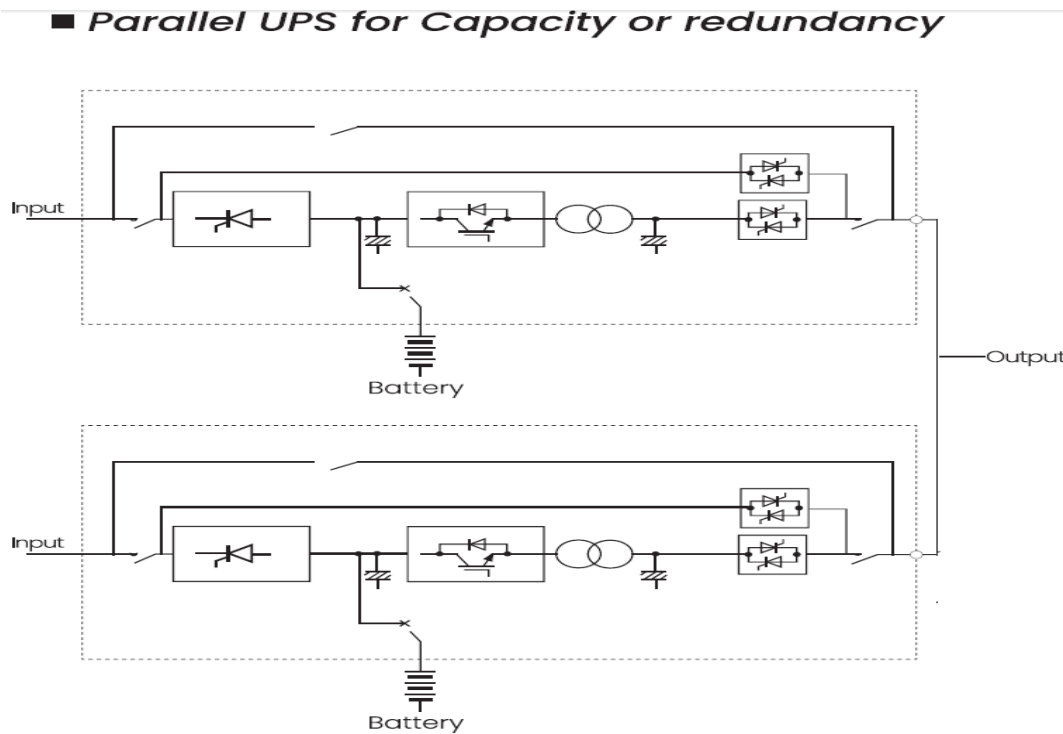 ■ Parallel UPS for Capacity or redundancy
Input
Output
Battery
Input
Battery